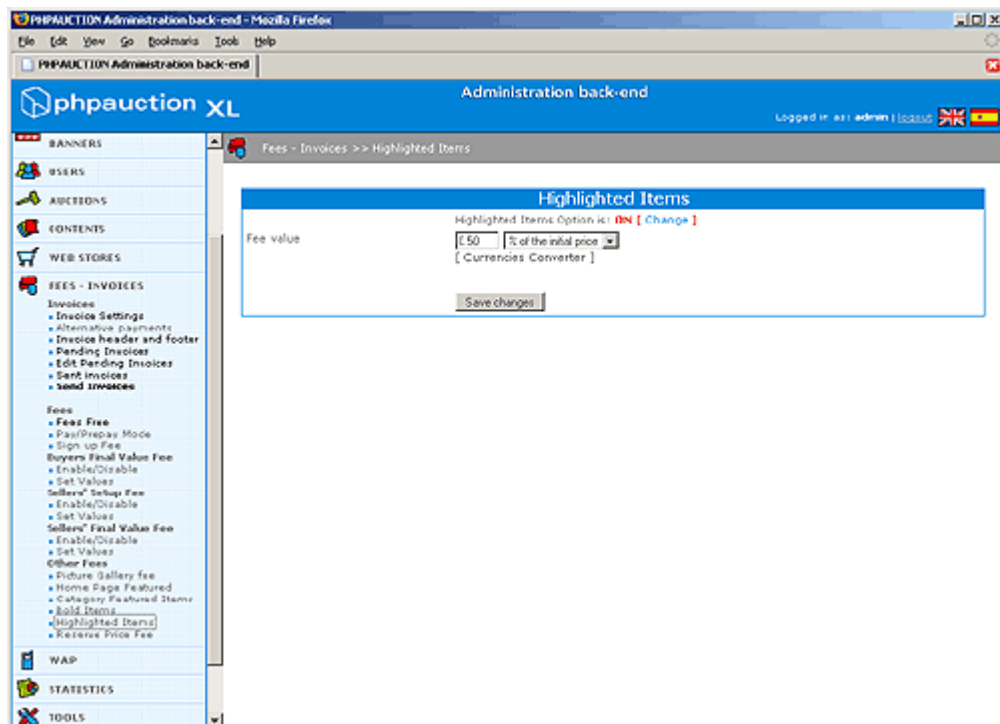 PHPAUCTION Administration back-end - Mozilla Firefox
File Edit View Go Bookmarks Tools Help
PHPAUCTION Administration back-end
phpauction XL
Administration back-end
Logged in as: admin | logout
BANNERS
USERS
AUCTIONS
CONTENTS
WEB STORES
FEES - INVOICES
Invoices
Invoice Settings
Alternative payments
Invoice header and footer
Pending Invoices
Edit Pending Invoices
Sent invoices
Send Invoices
Fees
Fees Free
Pay/Prepay Mode
Sign up Fee
Buyers Final Value Fee
Enable/Disable
Set Values
Sellers' Setup Fee
Enable/Disable
Set Values
Sellers' Final Value Fee
Enable/Disable
Set Values
Other Fees
Picture Gallery fee
Home Page Featured
Category Featured Items
Bold Items
Highlighted Items
Reserve Price Fee
WAP
STATISTICS
TOOLS
Fees - Invoices >> Highlighted Items
Highlighted Items
Highlighted Items Option is: ON [ Change ]
Fee value
% of the initial price
[ Currencies Converter ]
Save changes